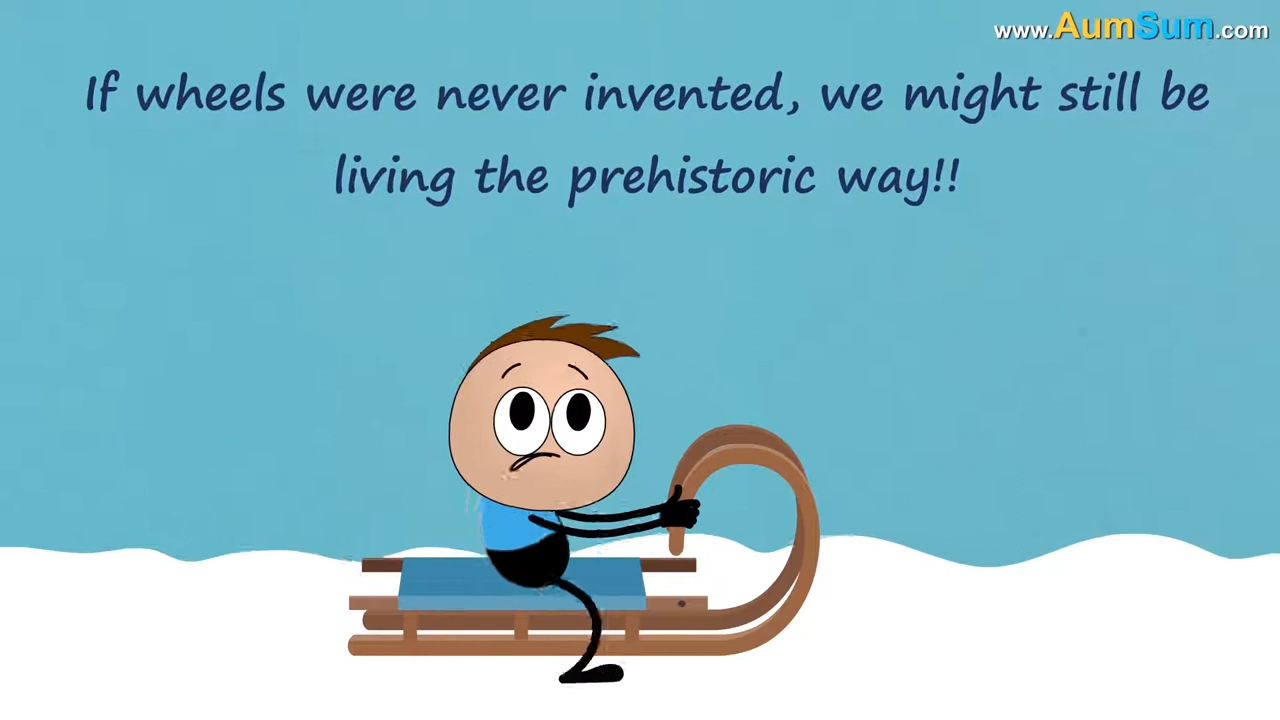 www.AumSum.com
If wheels were never invented, we might still be
living the prehistoric way!!